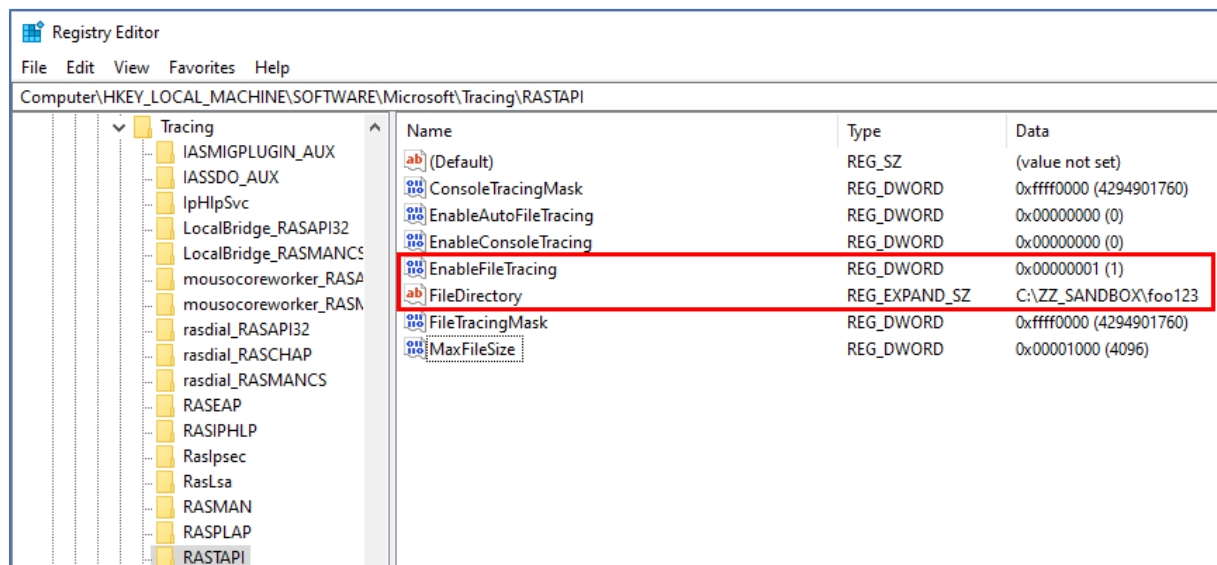 Registry Editor
File Edit View Favorites Help
Computer\HKEY_LOCAL_MACHINE\SOFTWARE\Microsoft\Tracing\RASTAPI
Tracing
IASMIGPLUGIN_AUX
IASSDO_AUX
IpHlpSvc
LocalBridge_RASAPI32
LocalBridge_RASMANCS
mousocoreworker_RASA
mousocoreworker_RASM
rasdial_RASAPI32
rasdial_RASCHAP
rasdial_RASMANCS
RASEAP
RASIPHLP
RasIpsec
RasLsa
RASMAN
RASPLAP
RASTAPI
Name Type Data
(Default) REG_SZ (value not set)
ConsoleTracingMask REG_DWORD 0xffff0000 (4294901760)
EnableAutoFileTracing REG_DWORD 0x00000000 (0)
EnableConsoleTracing REG_DWORD 0x00000000 (0)
EnableFileTracing REG_DWORD 0x00000001 (1)
FileDirectory REG_EXPAND_SZ C:\ZZ_SANDBOX\foo123
FileTracingMask REG_DWORD 0xffff0000 (4294901760)
MaxFileSize REG_DWORD 0x00001000 (4096)